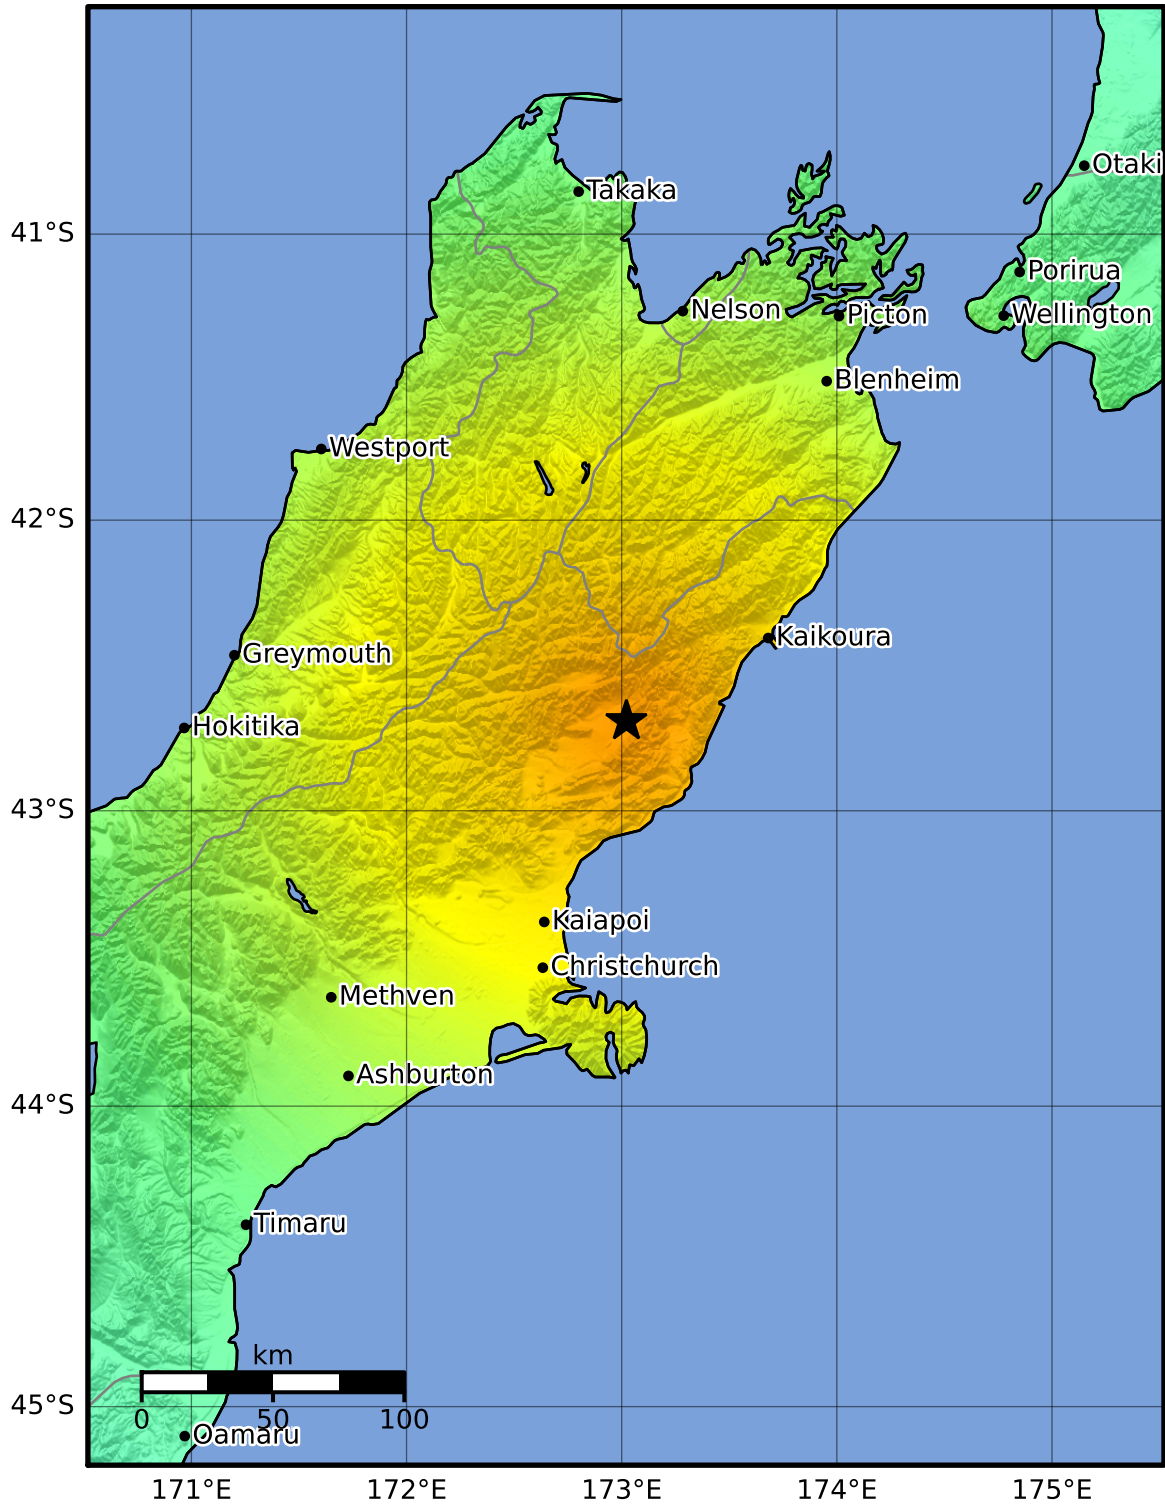 Takaka
Otaki
41°S
Porirua
Nelson
Picton
Wellington
Blenheim
Westport
42°S
Kaikoura
Greymouth
Hokitika
43°S
Kaiapoi
Christchurch
Methven
Ashburton
44°S
Timaru
km
0 50 100
45°S
Oamaru
171°E 172°E 173°E 174°E 175°E